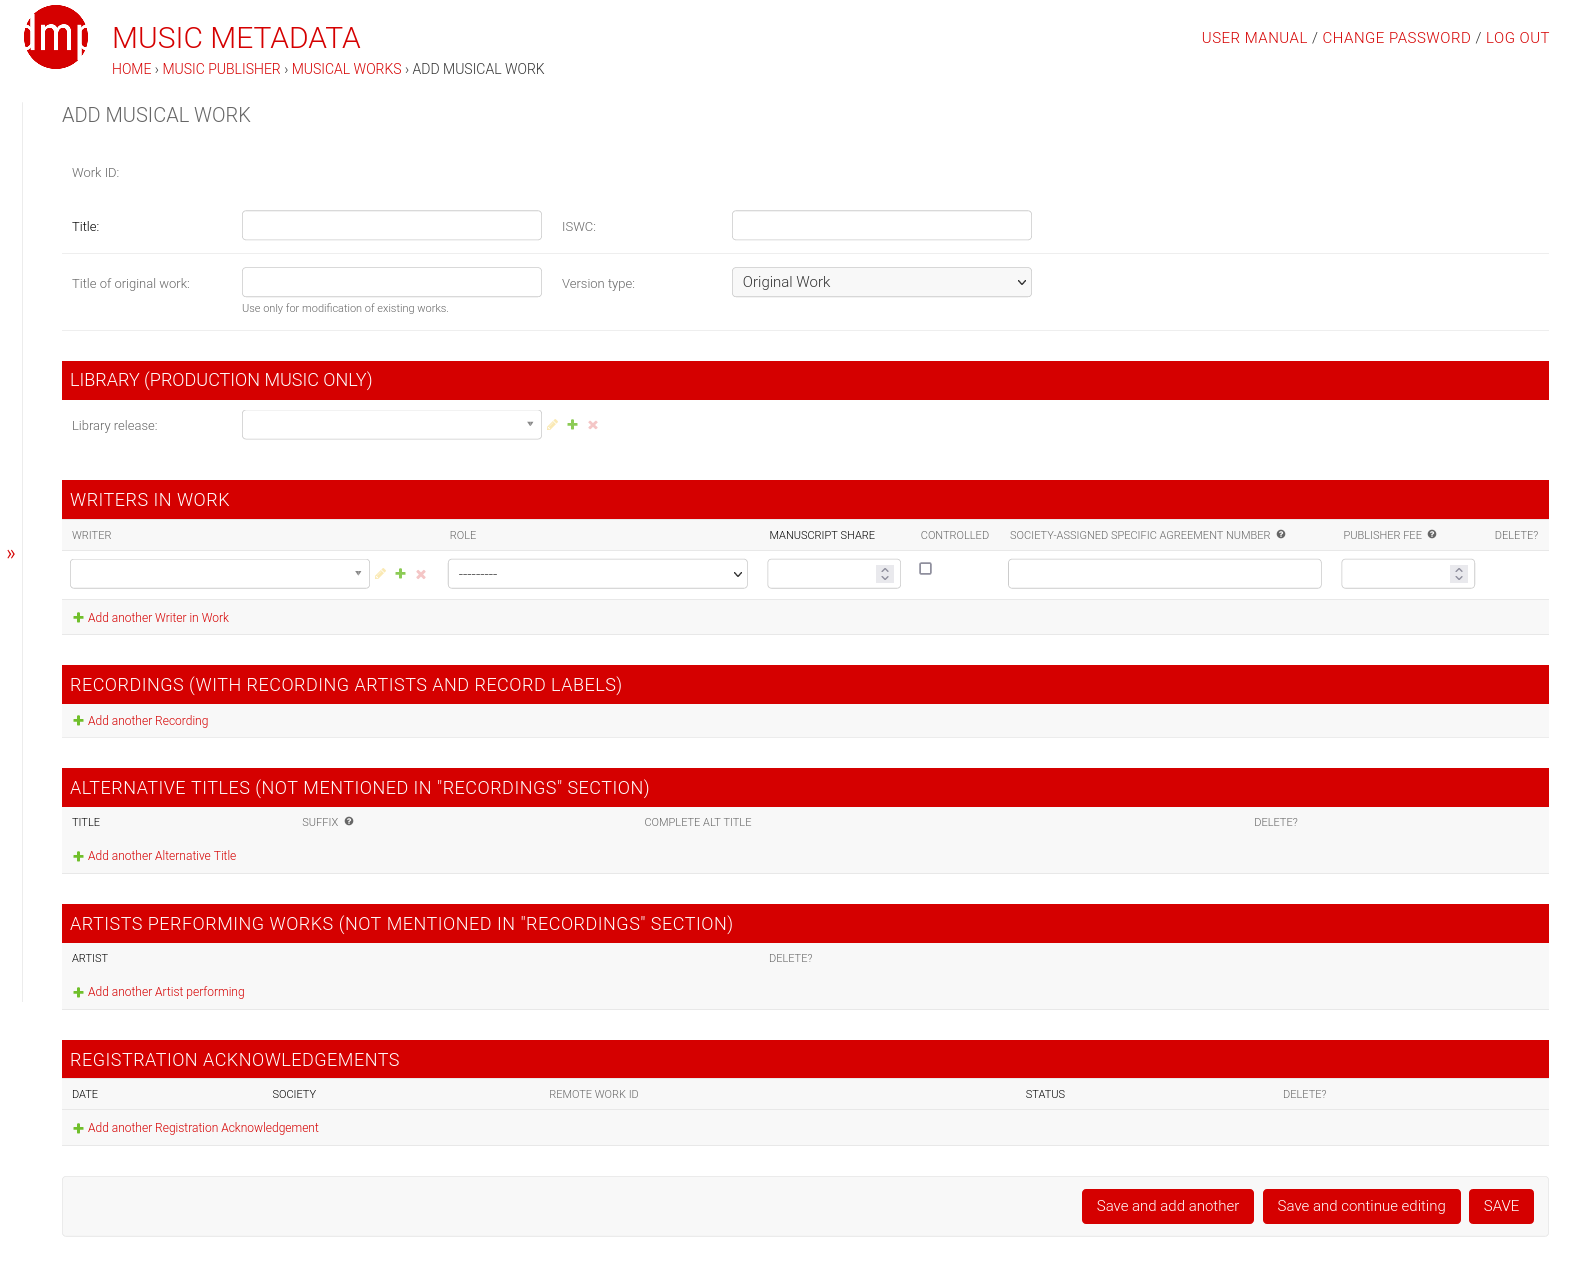 dmp
MUSIC METADATA
USER MANUAL / CHANGE PASSWORD / LOG OUT
HOME › MUSIC PUBLISHER › MUSICAL WORKS › ADD MUSICAL WORK
ADD MUSICAL WORK
Work ID:
Title:
ISWC:
Title of original work:
Version type:
Original Work
Use only for modification of existing works.
LIBRARY (PRODUCTION MUSIC ONLY)
Library release:
WRITERS IN WORK
WRITER ROLE MANUSCRIPT SHARE CONTROLLED SOCIETY-ASSIGNED SPECIFIC AGREEMENT NUMBER ? PUBLISHER FEE ? DELETE?
»
---------
Add another Writer in Work
RECORDINGS (WITH RECORDING ARTISTS AND RECORD LABELS)
Add another Recording
ALTERNATIVE TITLES (NOT MENTIONED IN "RECORDINGS" SECTION)
TITLE SUFFIX ? COMPLETE ALT TITLE DELETE?
Add another Alternative Title
ARTISTS PERFORMING WORKS (NOT MENTIONED IN "RECORDINGS" SECTION)
ARTIST DELETE?
Add another Artist performing
REGISTRATION ACKNOWLEDGEMENTS
DATE SOCIETY REMOTE WORK ID STATUS DELETE?
Add another Registration Acknowledgement
Save and add another
Save and continue editing
SAVE